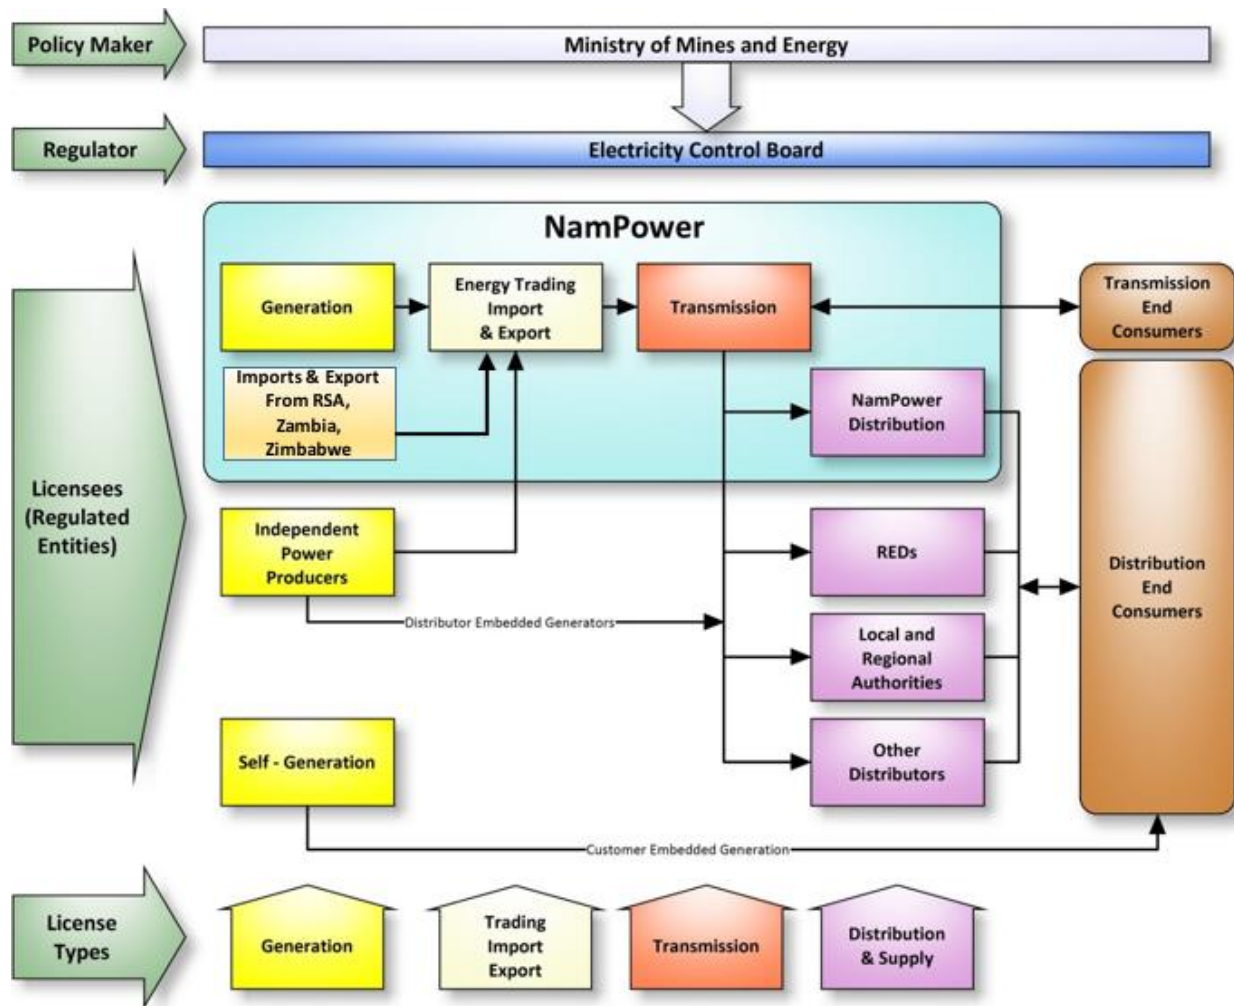 Policy Maker
Ministry of Mines and Energy
Regulator
Electricity Control Board
NamPower
Generation
Energy Trading
Import
& Export
Transmission
Transmission
End
Consumers
Imports & Export
From RSA,
Zambia,
Zimbabwe
NamPower
Distribution
Licensees
(Regulated
Entities)
Independent
Power
Producers
REDs
Distribution
End
Consumers
Distributor Embedded Generators
Local and
Regional
Authorities
Self - Generation
Other
Distributors
Customer Embedded Generation
License
Types
Generation
Trading
Import
Export
Transmission
Distribution
& Supply